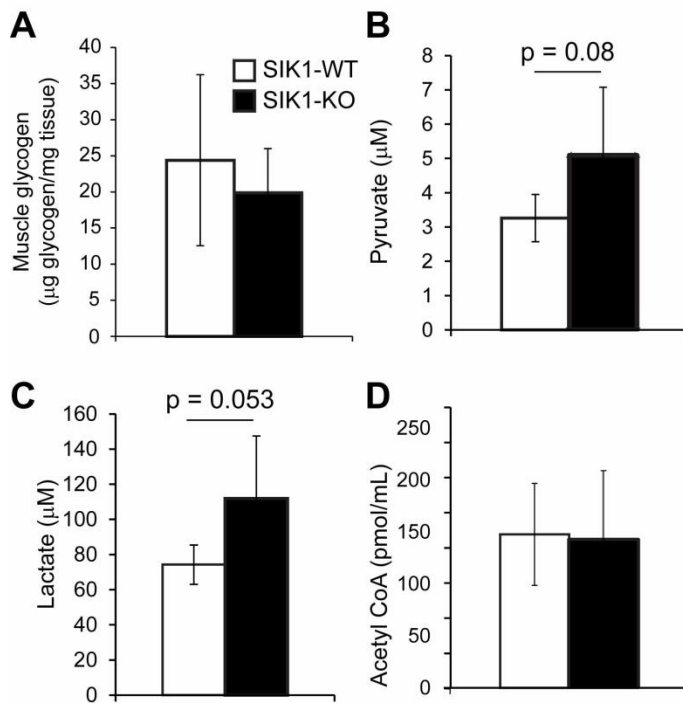 A
Muscle glycogen
(µg glycogen/mg tissue)
40
35
30
25
20
15
10
5
0
SIK1-WT
SIK1-KO
B
p = 0.08
Pyruvate (µM)
8
7
6
5
4
3
2
1
0
C
p = 0.053
Lactate (µM)
160
140
120
100
80
60
40
20
0
D
Acetyl CoA (pmol/mL)
250
200
150
100
50
0